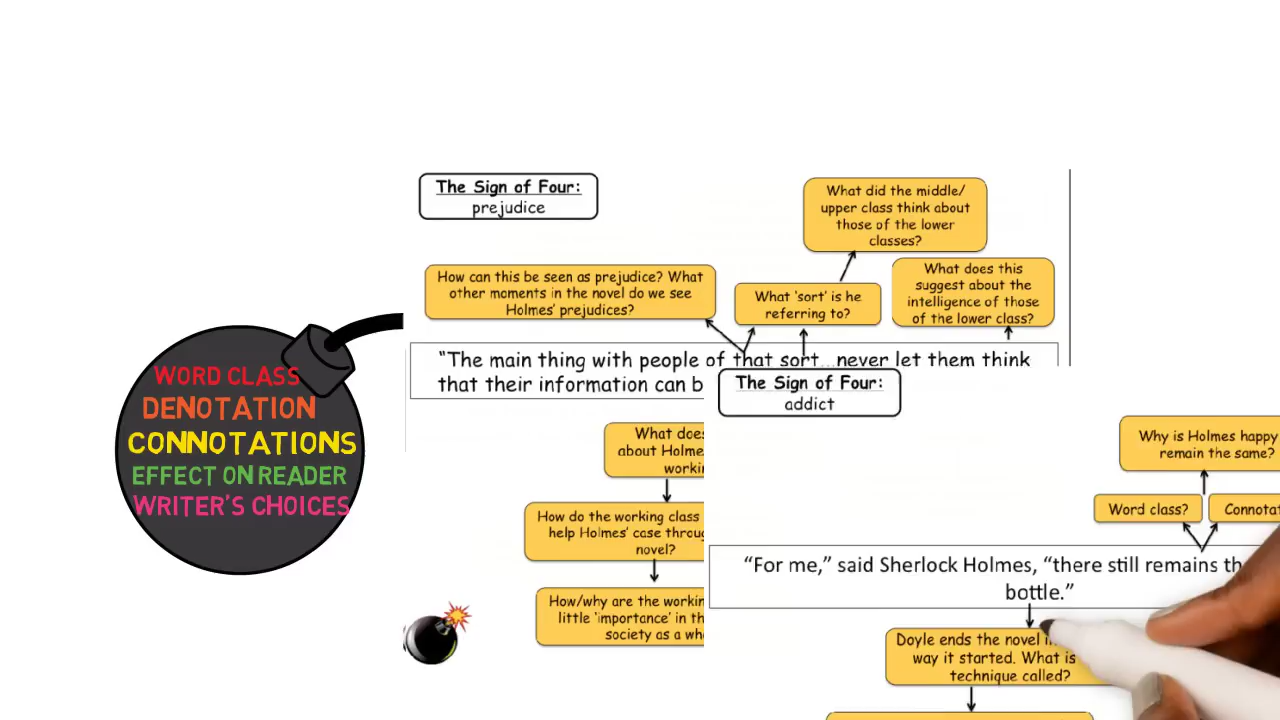 WORD CLASS
DENOTATION
CONNOTATIONS
EFFECT ON READER
WRITER'S CHOICES
The Sign of Four:
prejudice
What did the middle/
upper class think about
those of the lower
classes?
How can this be seen as prejudice? What
other moments in the novel do we see
Holmes' prejudices?
What 'sort' is he
referring to?
What does this
suggest about the
intelligence of those
of the lower class?
"The main thing with people of that sort...never let them think
that their information can b
What does
about Holme
workin
How do the working class
help Holmes' case throug
novel?
How/why are the workin
little 'importance' in th
society as a who
The Sign of Four:
addict
Why is Holmes happy
remain the same?
Word class?
Connotat
"For me," said Sherlock Holmes, "there still remains th
bottle."
Doyle ends the novel
way it started. What is
technique called?